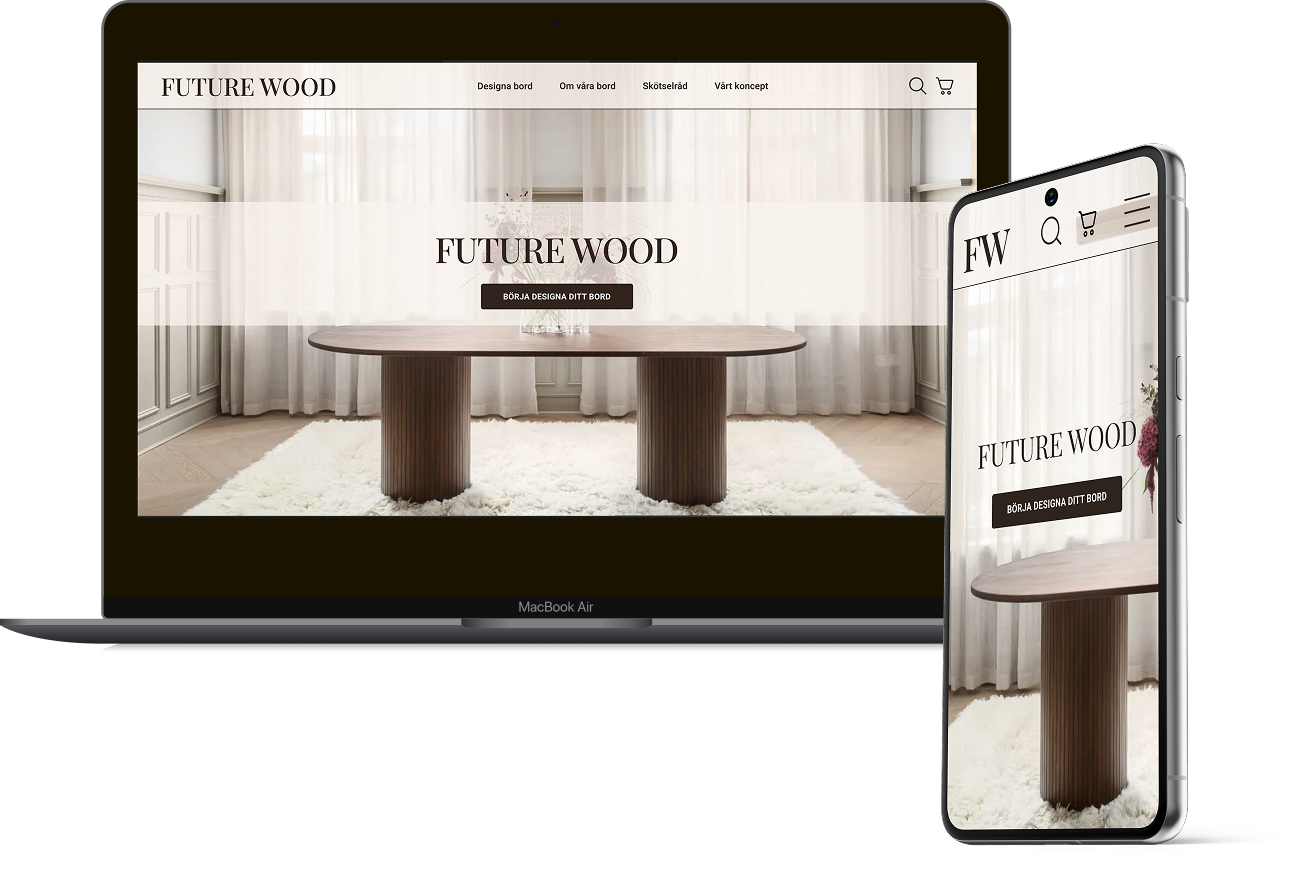 FUTURE WOOD
Designa bord Om våra bord Skötselråd Vårt koncept
FUTURE WOOD
BÖRJA DESIGNA DITT BORD
MacBook Air
FW
FUTURE WOOD
BÖRJA DESIGNA DITT BORD